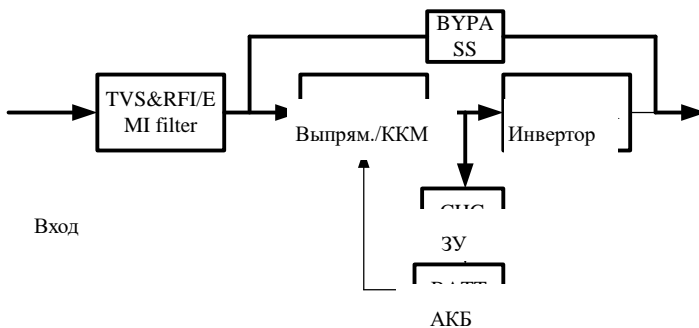 BYPA
SS
TVS&RFI/E
MI filter
Выпрям./ККМ
Инвертор
Вход
ЗУ
АКБ